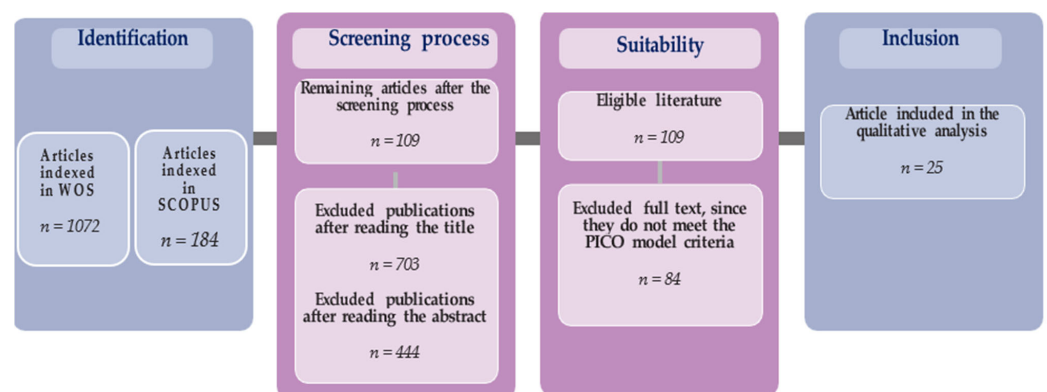 Identification
Articles
indexed
in WOS
n = 1072
Articles
indexed
in
SCOPUS
n = 184
Screening process
Remaining articles after the
screening process
n = 109
Excluded publications
after reading the title
n = 703
Excluded publications
after reading the abstract
n = 444
Suitability
Eligible literature
n = 109
Excluded full text, since
they do not meet the
PICO model criteria
n = 84
Inclusion
Article included in the
qualitative analysis
n = 25